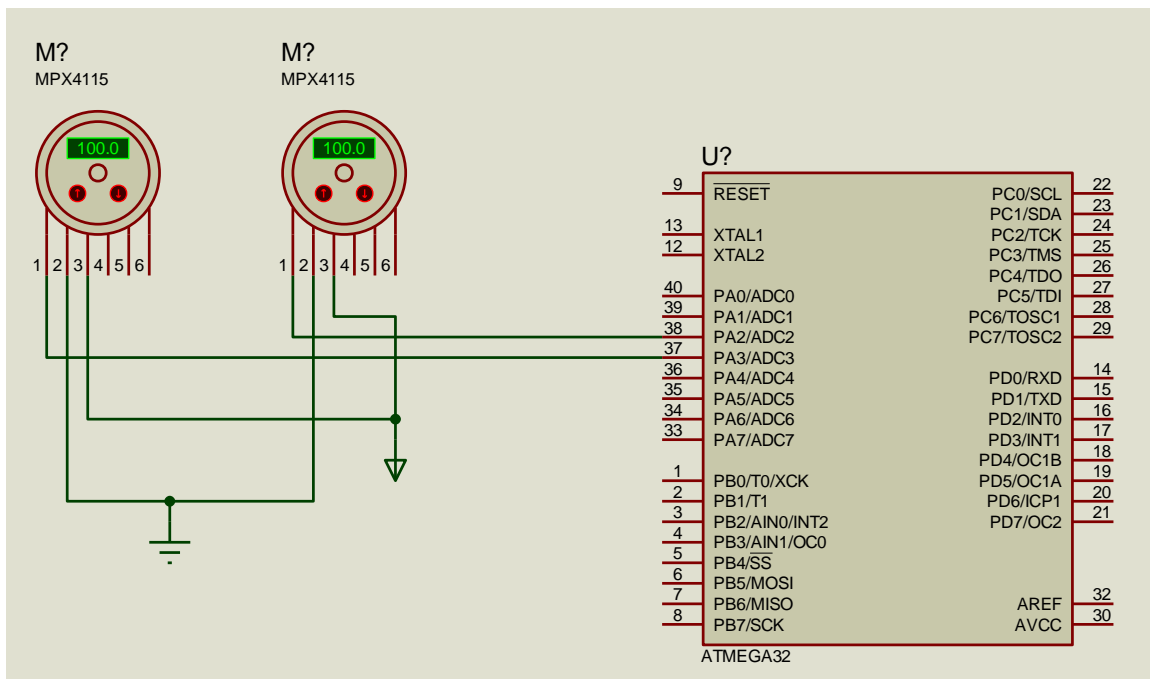 M?
MPX4115
100.0
1 2 3 4 5 6
M?
MPX4115
100.0
1 2 3 4 5 6
U?
9 RESET
13 XTAL1
12 XTAL2
40 PA0/ADC0
39 PA1/ADC1
38 PA2/ADC2
37 PA3/ADC3
36 PA4/ADC4
35 PA5/ADC5
34 PA6/ADC6
33 PA7/ADC7
1 PB0/T0/XCK
2 PB1/T1
3 PB2/AIN0/INT2
4 PB3/AIN1/OC0
5 PB4/SS
6 PB5/MOSI
7 PB6/MISO
8 PB7/SCK
PC0/SCL 22
PC1/SDA 23
PC2/TCK 24
PC3/TMS 25
PC4/TDO 26
PC5/TDI 27
PC6/TOSC1 28
PC7/TOSC2 29
PD0/RXD 14
PD1/TXD 15
PD2/INT0 16
PD3/INT1 17
PD4/OC1B 18
PD5/OC1A 19
PD6/ICP1 20
PD7/OC2 21
AREF 32
AVCC 30
ATMEGA32